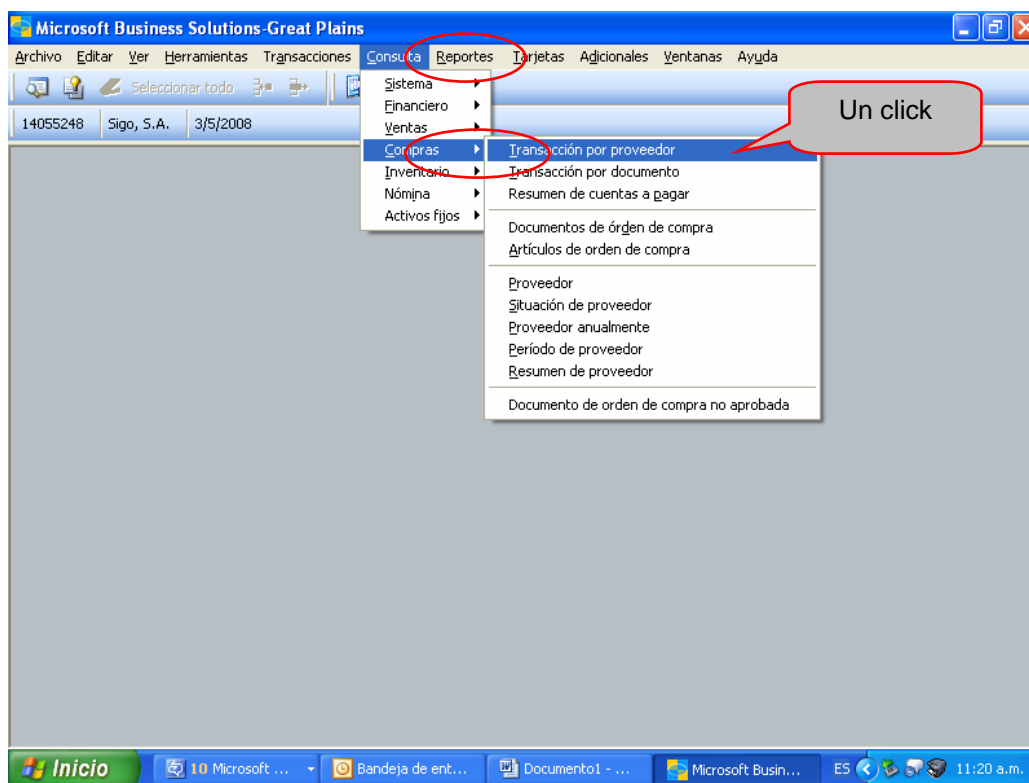 Microsoft Business Solutions-Great Plains
Archivo Editar Ver Herramientas Transacciones Consulta Reportes Tarjetas Adicionales Ventanas Ayuda
Seleccionar todo
14055248 Sigo, S.A. 3/5/2008
Sistema
Financiero
Ventas
Compras
Inventario
Nómina
Activos fijos
Transacción por proveedor
Transacción por documento
Resumen de cuentas a pagar
Documentos de órden de compra
Artículos de orden de compra
Proveedor
Situación de proveedor
Proveedor anualmente
Período de proveedor
Resumen de proveedor
Documento de orden de compra no aprobada
Un click
Inicio 10 Microsoft ... Bandeja de ent... Documento1 - ... Microsoft Busin... ES 11:20 a.m.